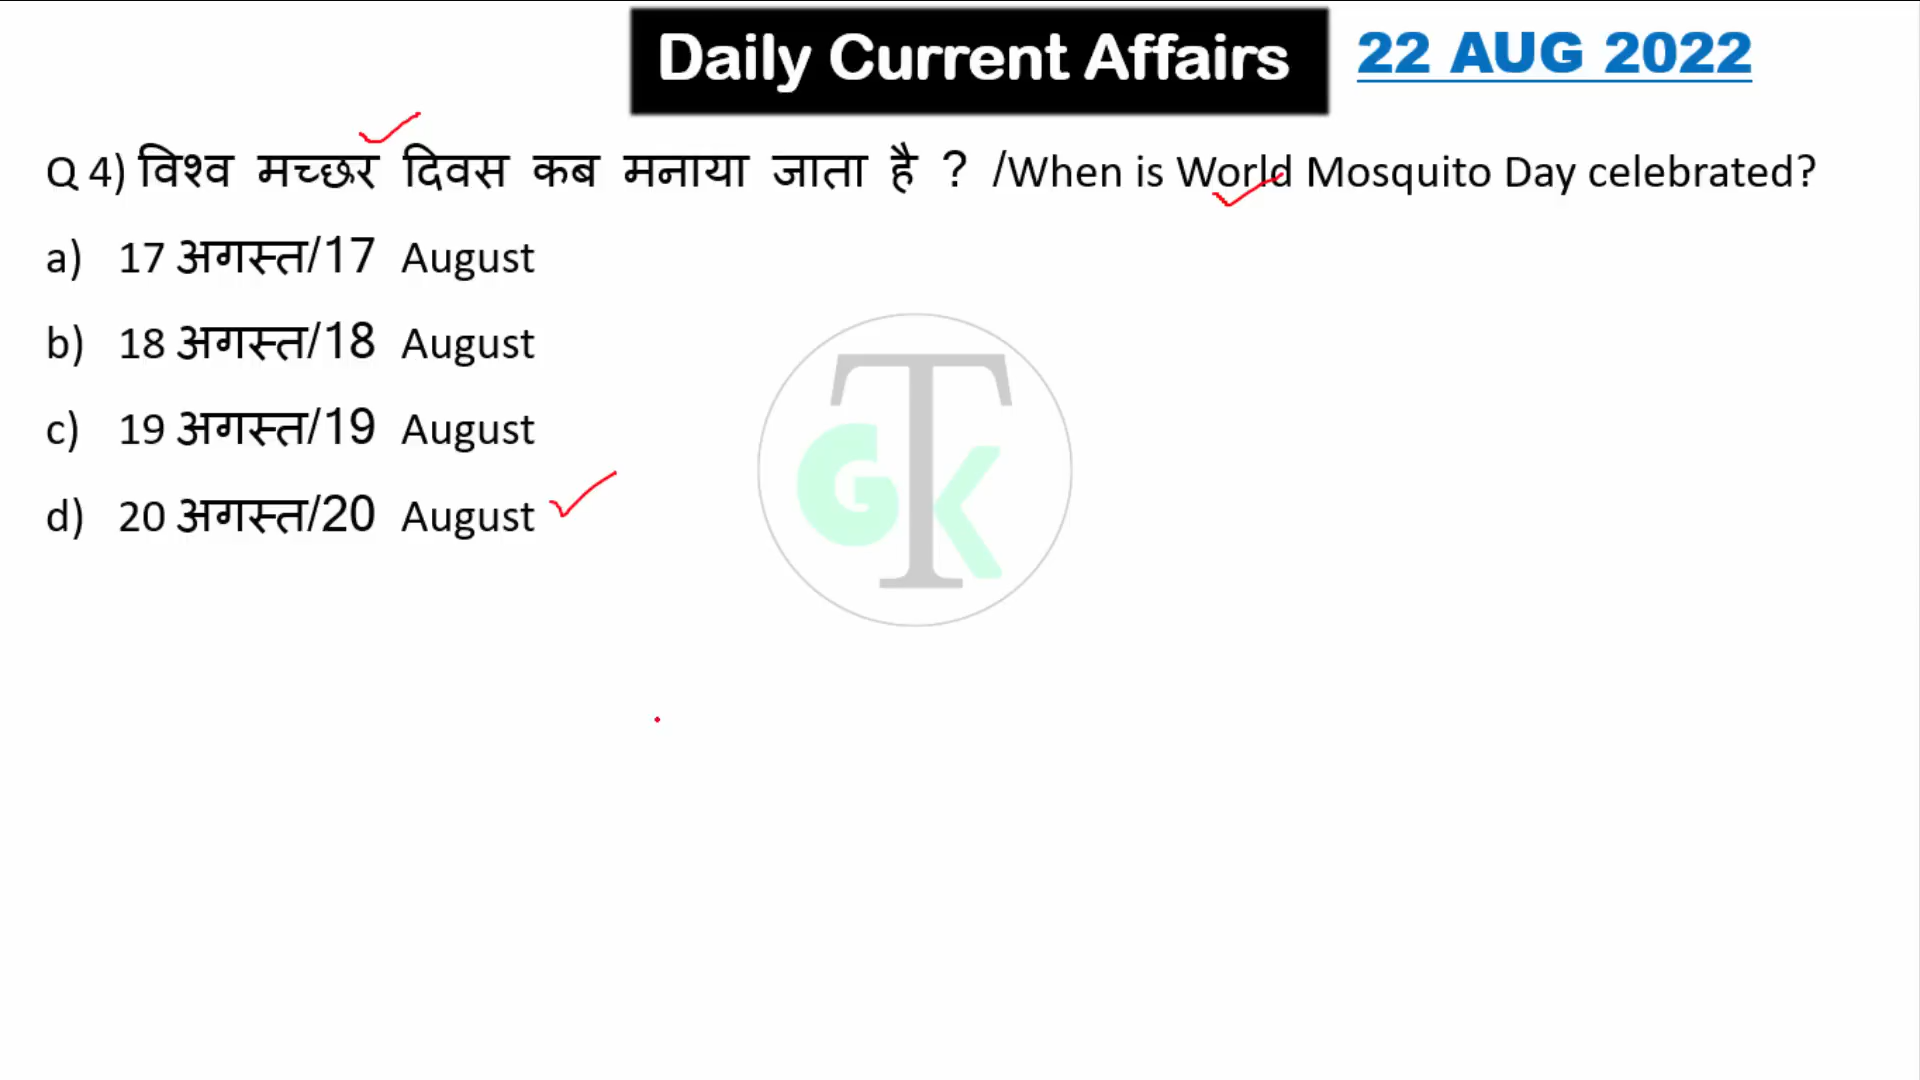 Daily Current Affairs 22 AUG 2022
Q 4) विश्व मच्छर दिवस कब मनाया जाता है ? /When is World Mosquito Day celebrated?
a) 17 अगस्त/17 August
b) 18 अगस्त/18 August
c) 19 अगस्त/19 August
d) 20 अगस्त/20 August
GTK